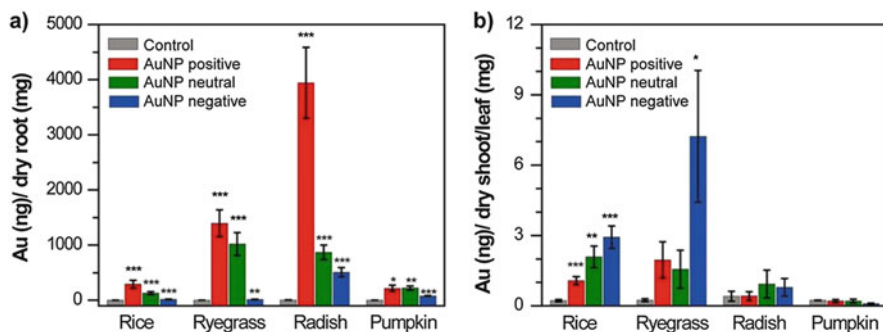 a)
Au (ng)/ dry root (mg)
5000
4000
3000
2000
1000
0
Control
AuNP positive
AuNP neutral
AuNP negative
***
***
***
***
***
**
***
***
***
*
**
***
Rice
Ryegrass
Radish
Pumpkin
b)
Au (ng)/ dry shoot/leaf (mg)
12
9
6
3
0
Control
AuNP positive
AuNP neutral
AuNP negative
***
**
***
*
Rice
Ryegrass
Radish
Pumpkin